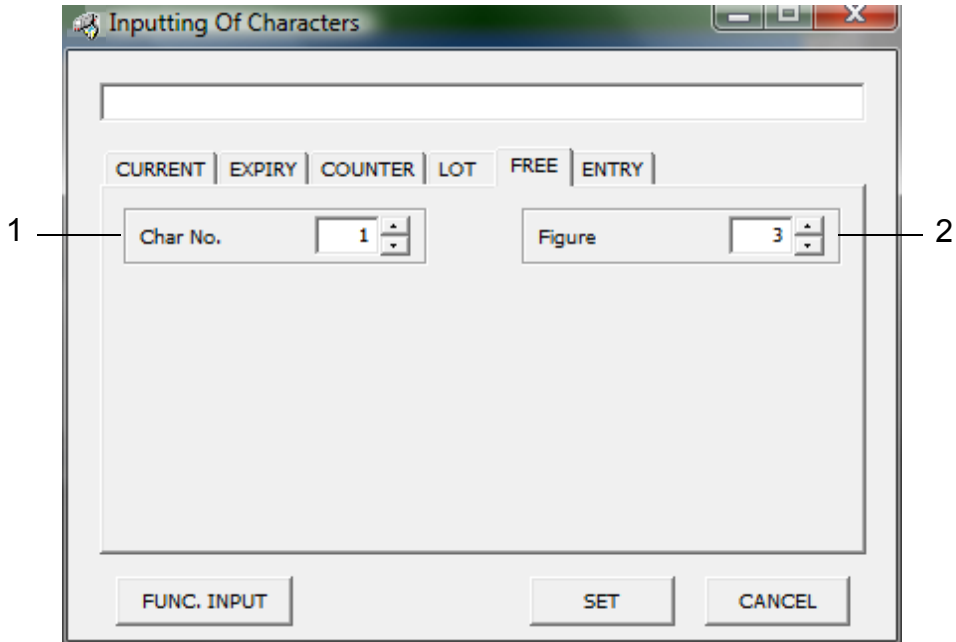 Inputting Of Characters
CURRENT EXPIRY COUNTER LOT FREE ENTRY
1 Char No. 1 Figure 3 2
FUNC. INPUT SET CANCEL